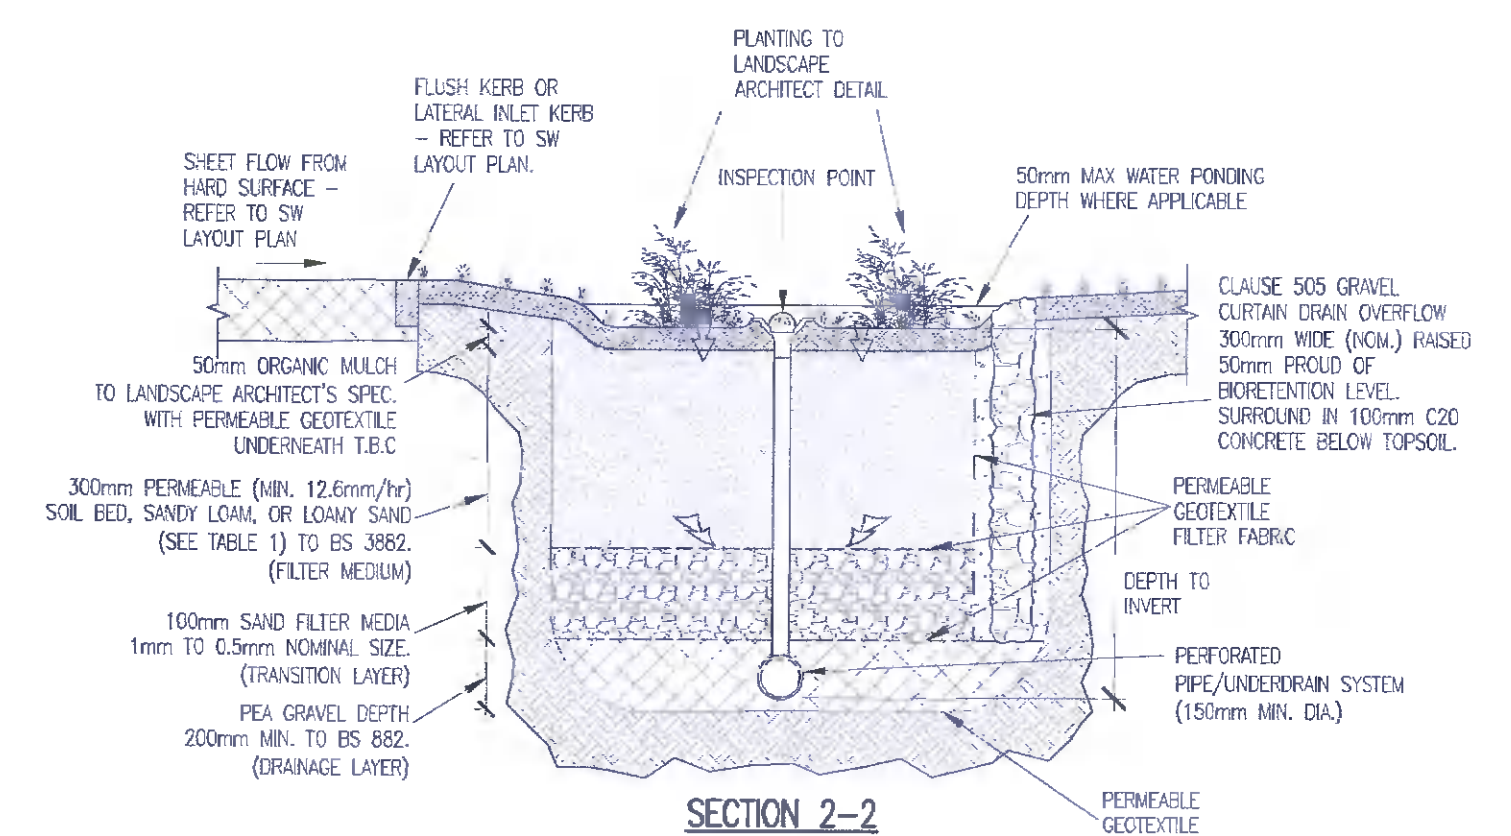 PLANTING TO
LANDSCAPE
ARCHITECT DETAIL
FLUSH KERB OR
LATERAL INLET KERB
– REFER TO SW
LAYOUT PLAN.
SHEET FLOW FROM
HARD SURFACE –
REFER TO SW
LAYOUT PLAN
INSPECTION POINT
50mm MAX WATER PONDING
DEPTH WHERE APPLICABLE
CLAUSE 505 GRAVEL
CURTAIN DRAIN OVERFLOW
300mm WIDE (NOM.) RAISED
50mm PROUD OF
BIORETENTION LEVEL.
SURROUND IN 100mm C20
CONCRETE BELOW TOPSOIL.
50mm ORGANIC MULCH
TO LANDSCAPE ARCHITECT'S SPEC.
WITH PERMEABLE GEOTEXTILE
UNDERNEATH T.B.C
300mm PERMEABLE (MIN. 12.6mm/hr)
SOIL BED, SANDY LOAM, OR LOAMY SAND
(SEE TABLE 1) TO BS 3882.
(FILTER MEDIUM)
PERMEABLE
GEOTEXTILE
FILTER FABRIC
DEPTH TO
INVERT
100mm SAND FILTER MEDIA
1mm TO 0.5mm NOMINAL SIZE.
(TRANSITION LAYER)
PERFORATED
PIPE/UNDERDRAIN SYSTEM
(150mm MIN. DIA.)
PEA GRAVEL DEPTH
200mm MIN. TO BS 882.
(DRAINAGE LAYER)
SECTION 2-2
PERMEABLE
GEOTEXTILE